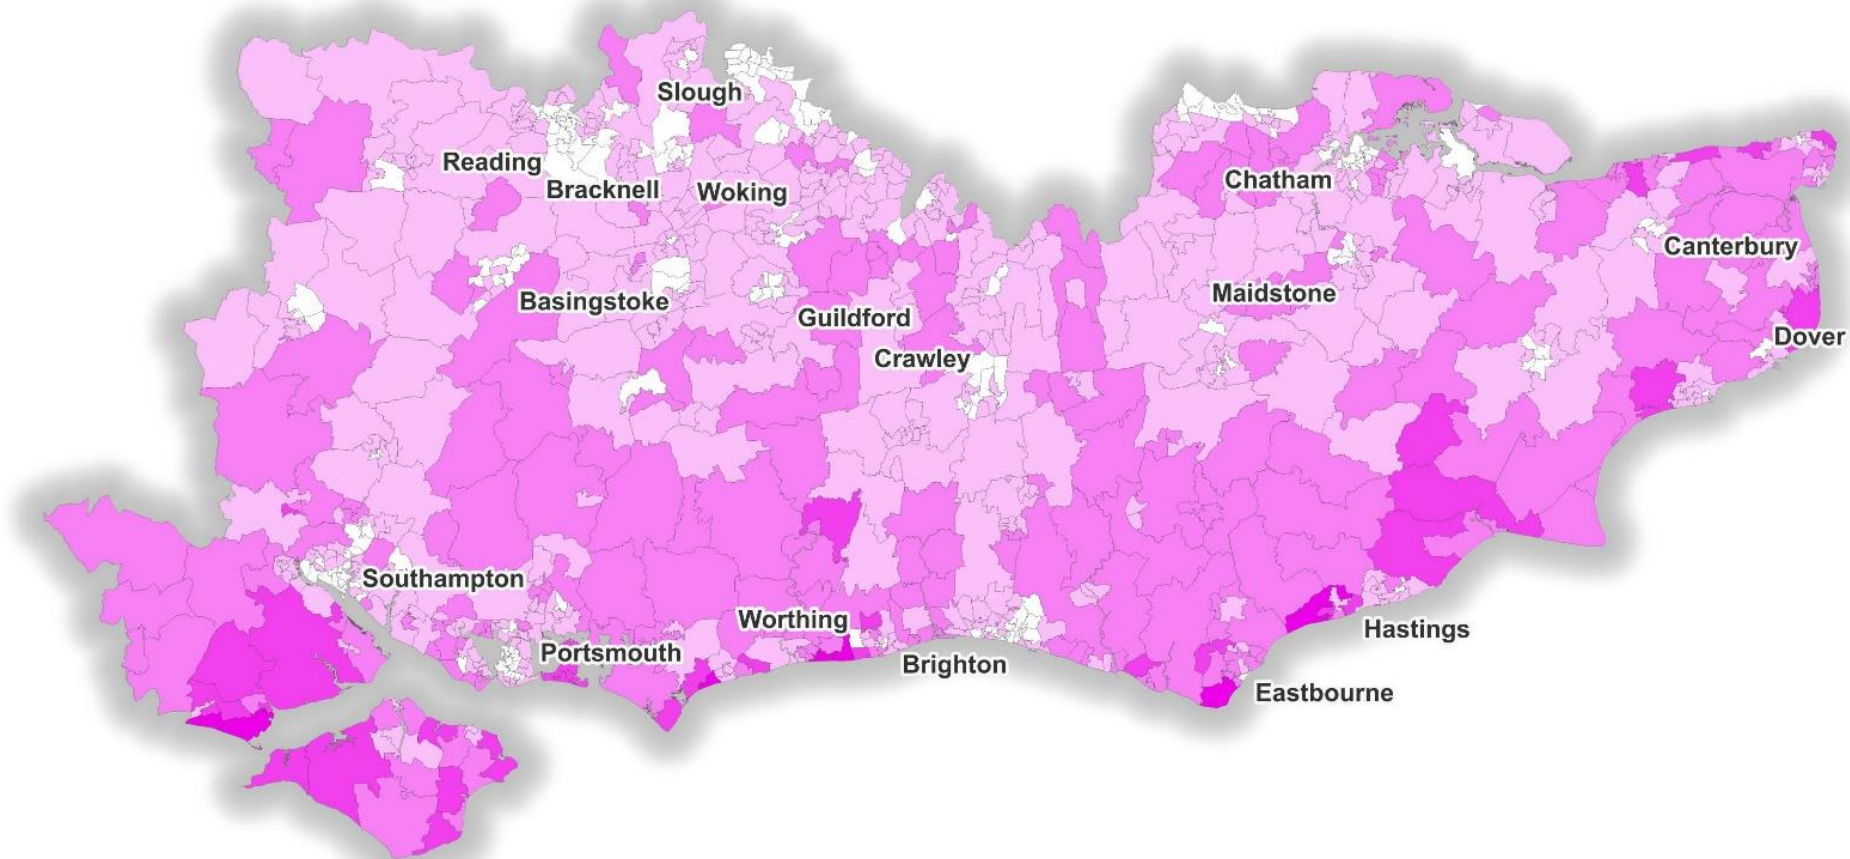 Slough
Reading
Bracknell
Woking
Chatham
Canterbury
Basingstoke
Guildford
Maidstone
Crawley
Dover
Southampton
Worthing
Portsmouth
Brighton
Hastings
Eastbourne